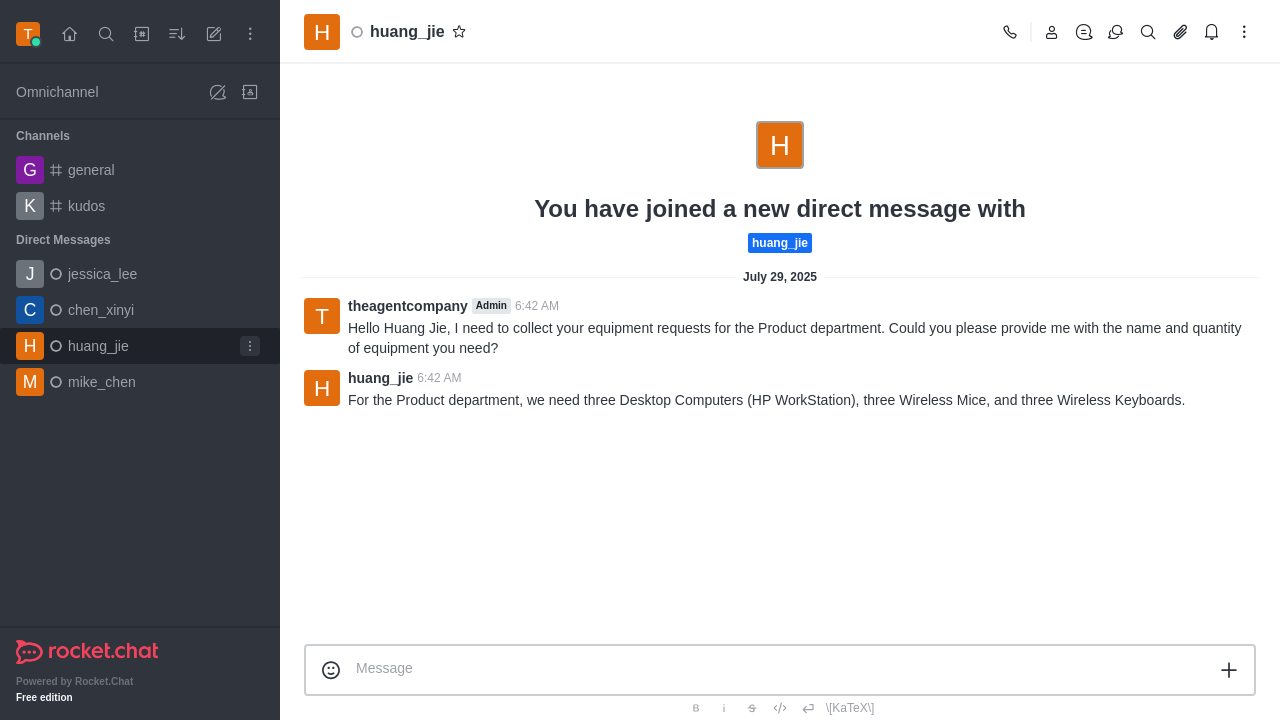 T
Omnichannel
Channels
G general
K kudos
Direct Messages
J jessica_lee
C chen_xinyi
H huang_jie
M mike_chen
rocket.chat
Powered by Rocket.Chat
Free edition
H huang_jie
H
You have joined a new direct message with
huang_jie
July 29, 2025
T theagentcompany Admin 6:42 AM
Hello Huang Jie, I need to collect your equipment requests for the Product department. Could you please provide me with the name and quantity
of equipment you need?
H huang_jie 6:42 AM
For the Product department, we need three Desktop Computers (HP WorkStation), three Wireless Mice, and three Wireless Keyboards.
Message
B i S \[KaTeX\]